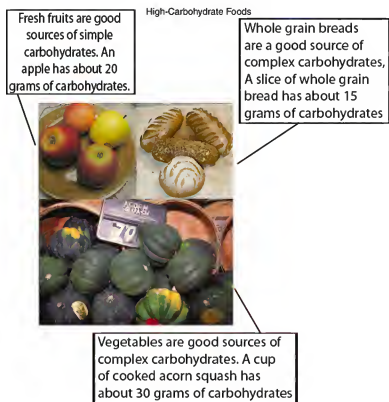 High-Carbohydrate Foods
Fresh fruits are good
sources of simple
carbohydrates. An
apple has about 20
grams of carbohydrates.
Whole grain breads
are a good source of
complex carbohydrates,
A slice of whole grain
bread has about 15
grams of carbohydrates
ACORN
SQUASH
79
Vegetables are good sources of
complex carbohydrates. A cup
of cooked acorn squash has
about 30 grams of carbohydrates